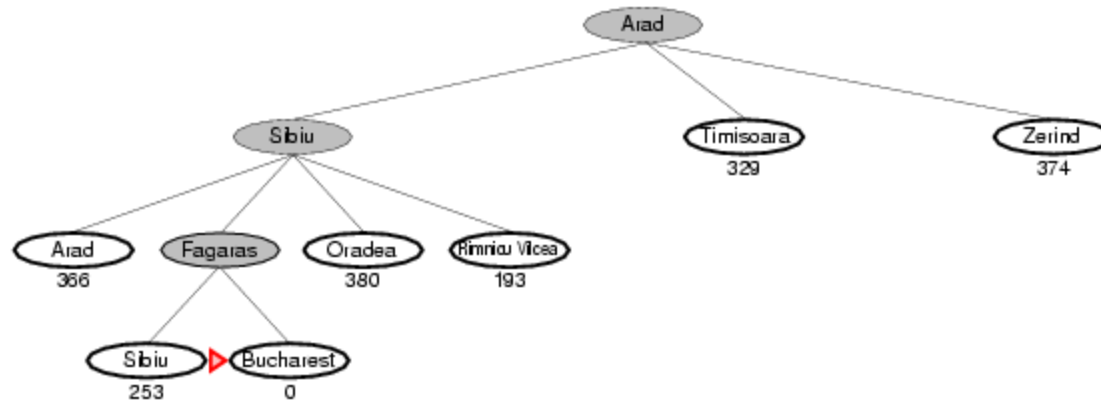 Arad
Sibiu
Timisoara
Zerind
329
374
Arad
Fagaras
Oradea
Rimnicu Vilcea
366
380
193
Sibiu
Bucharest
253
0